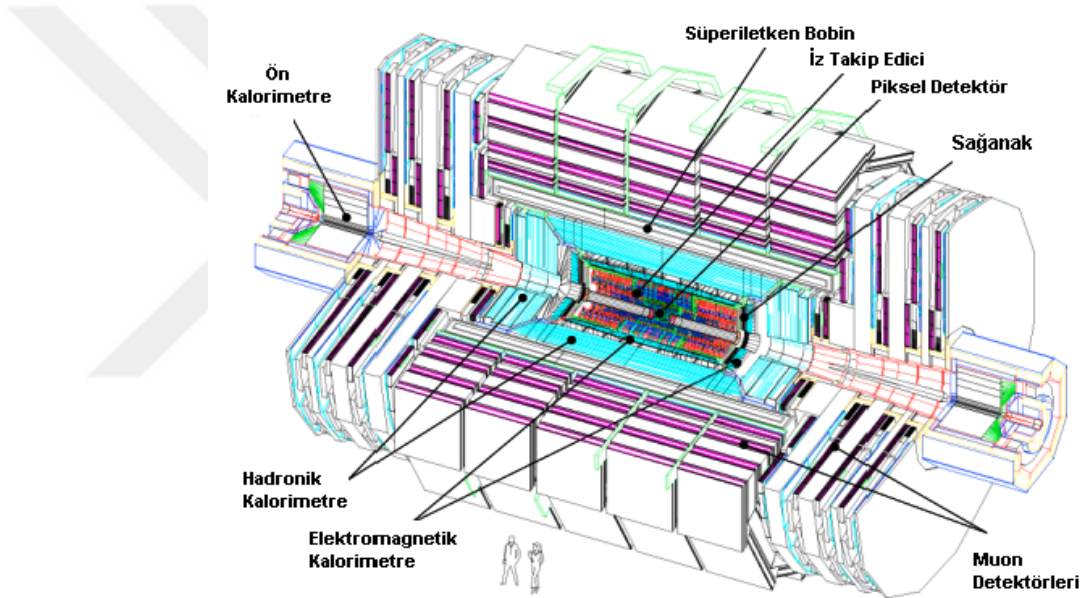 Süperiletken Bobin
İz Takip Edici
Piksel Detektör
Ön
Kalorimetre
Sağanak
Hadronik
Kalorimetre
Elektromagnetik
Kalorimetre
Muon
Detektörleri